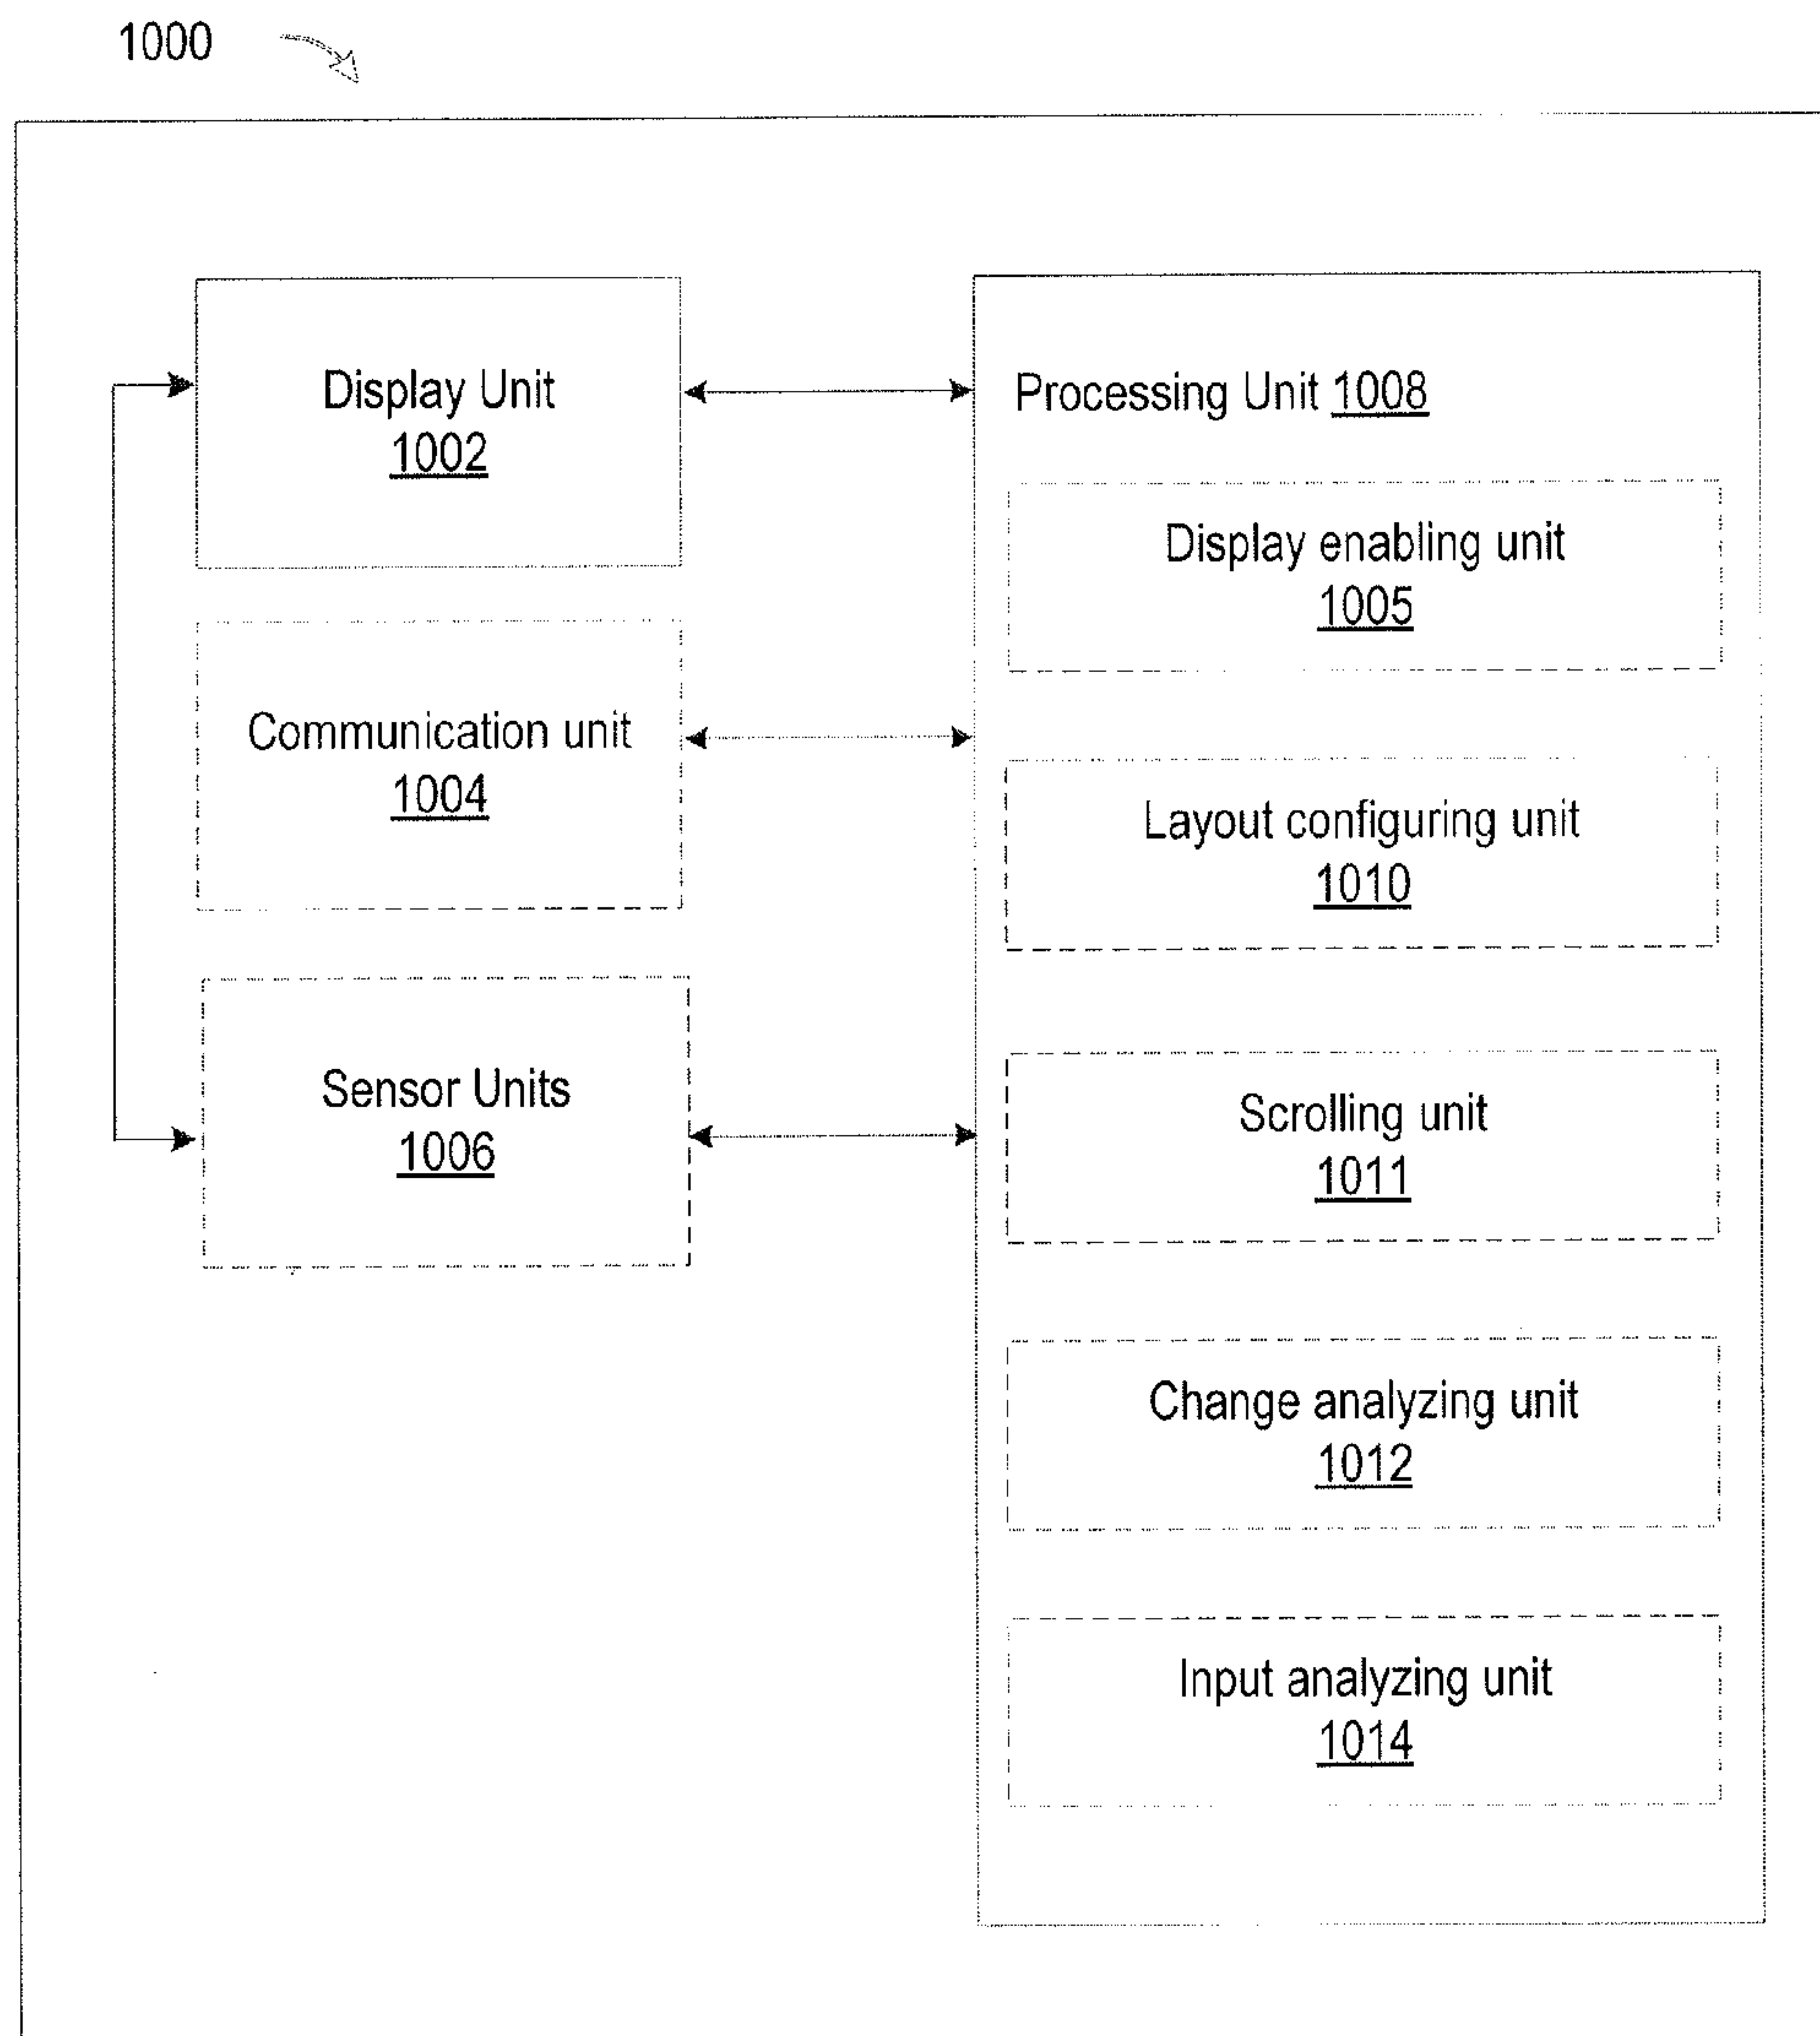 1000
Display Unit
1002
Communication unit
1004
Sensor Units
1006
Processing Unit 1008
Display enabling unit
1005
Layout configuring unit
1010
Scrolling unit
1011
Change analyzing unit
1012
Input analyzing unit
1014